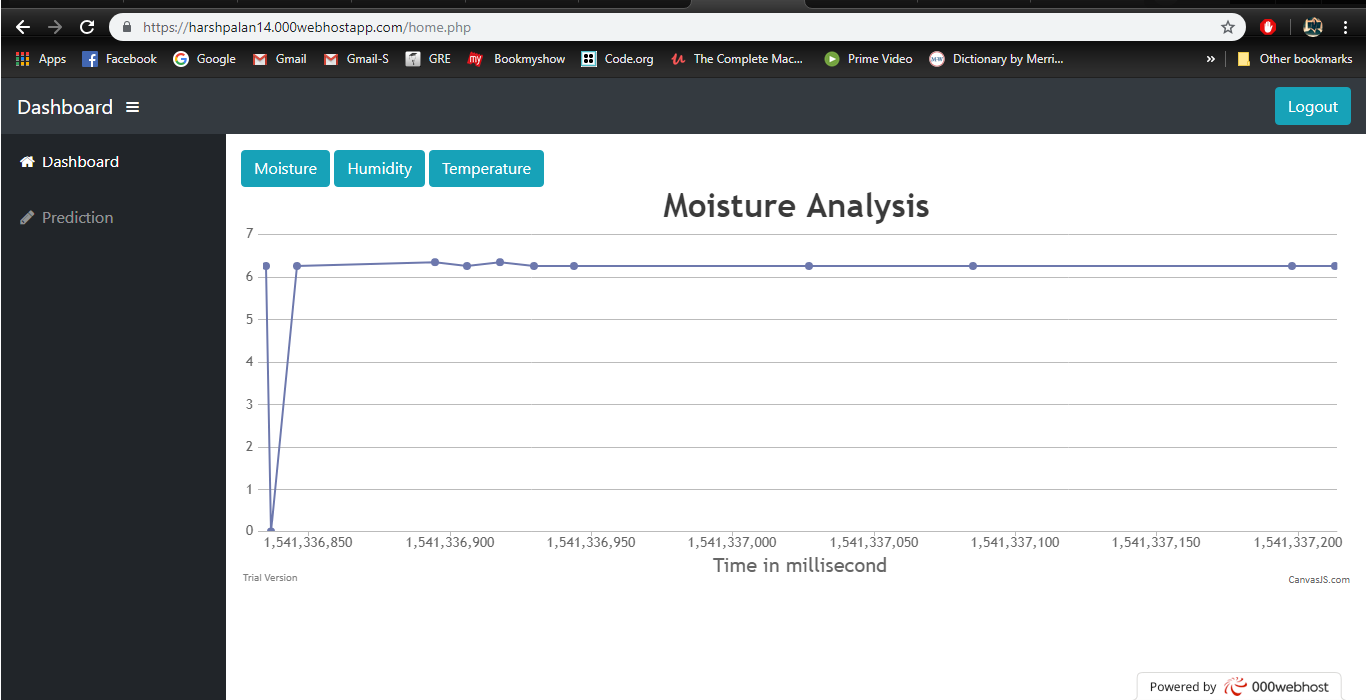 https://harshpalan14.000webhostapp.com/home.php
Apps Facebook Google Gmail Gmail-S GRE my Bookmyshow Code.org The Complete Mac... Prime Video M-W Dictionary by Merri... » Other bookmarks
Dashboard Logout
Dashboard
Prediction
Moisture Humidity Temperature
Moisture Analysis
7
6
5
4
3
2
1
0
1,541,336,850 1,541,336,900 1,541,336,950 1,541,337,000 1,541,337,050 1,541,337,100 1,541,337,150 1,541,337,200
Time in millisecond
Trial Version CanvasJS.com
Powered by 000webhost